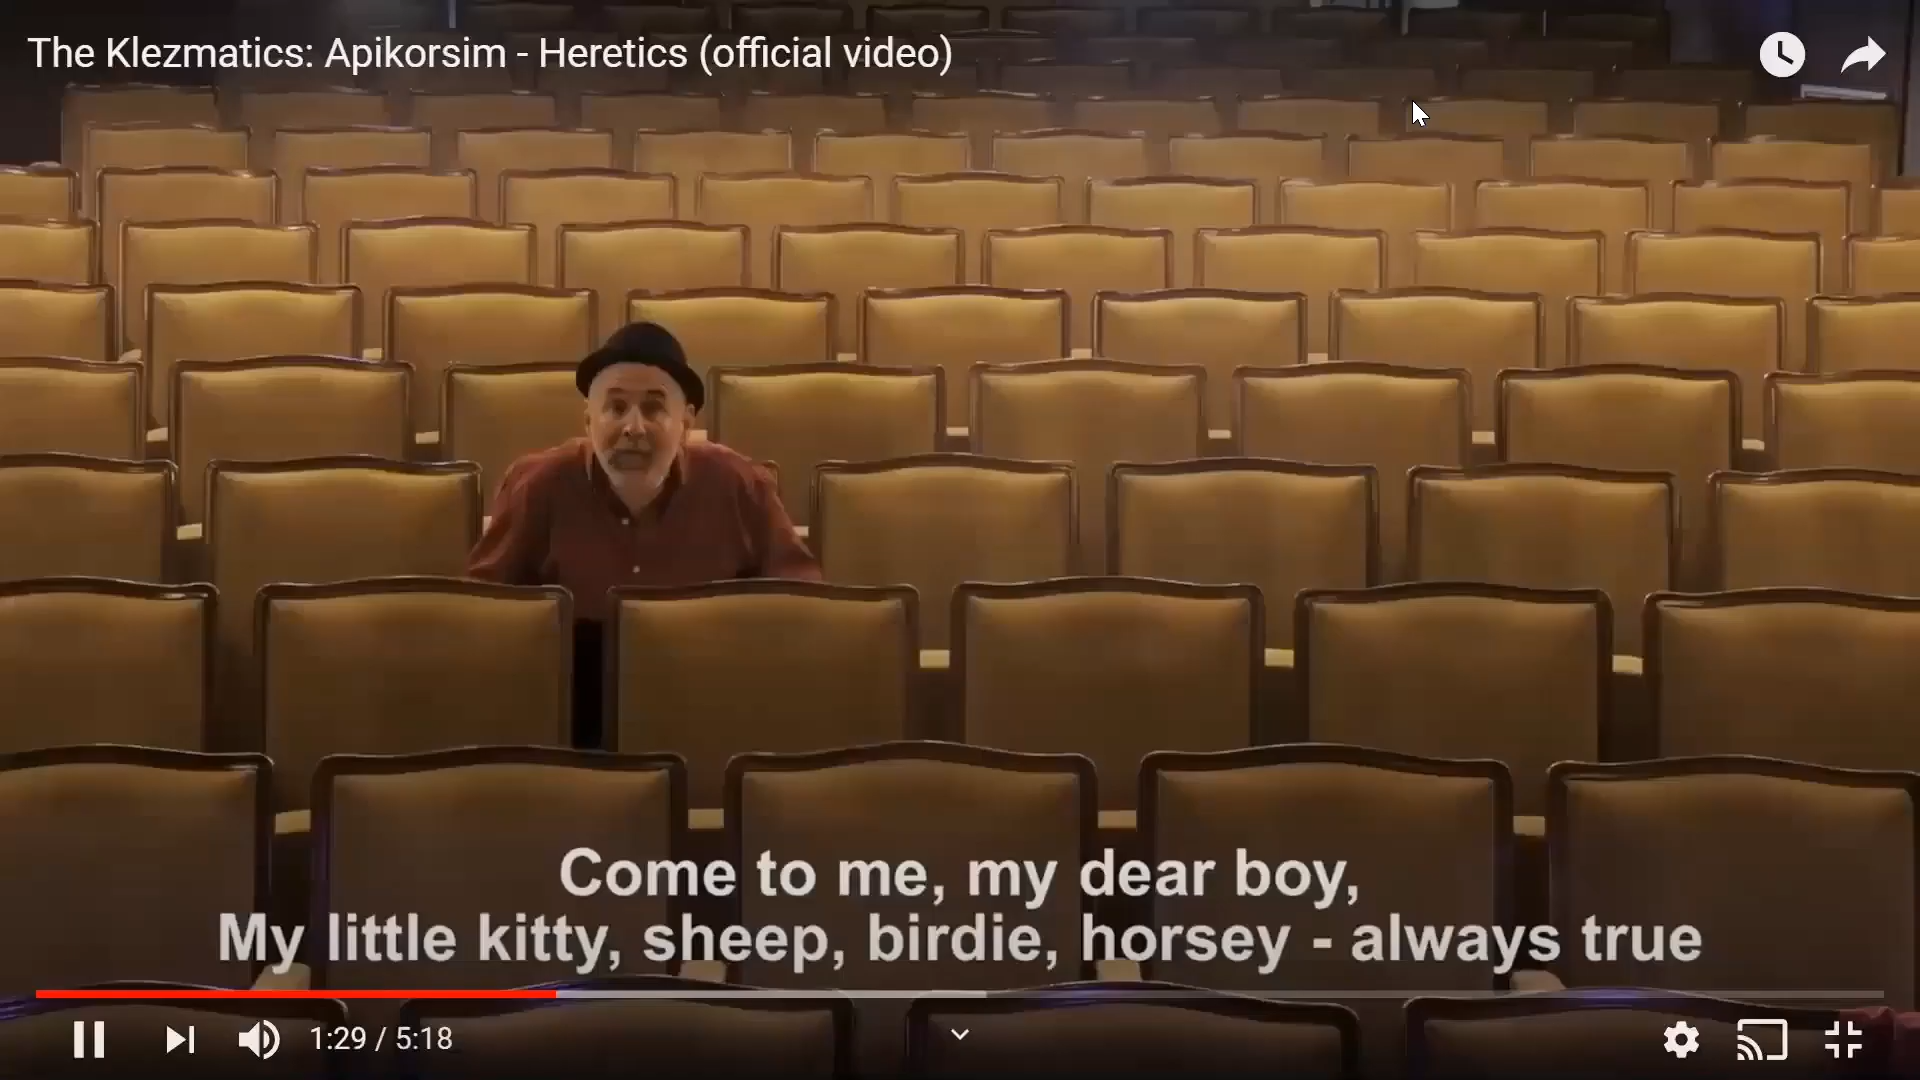 The Klezmatics: Apikorsim - Heretics (official video)
Come to me, my dear boy,
My little kitty, sheep, birdie, horsey - always true
1:29 / 5:18